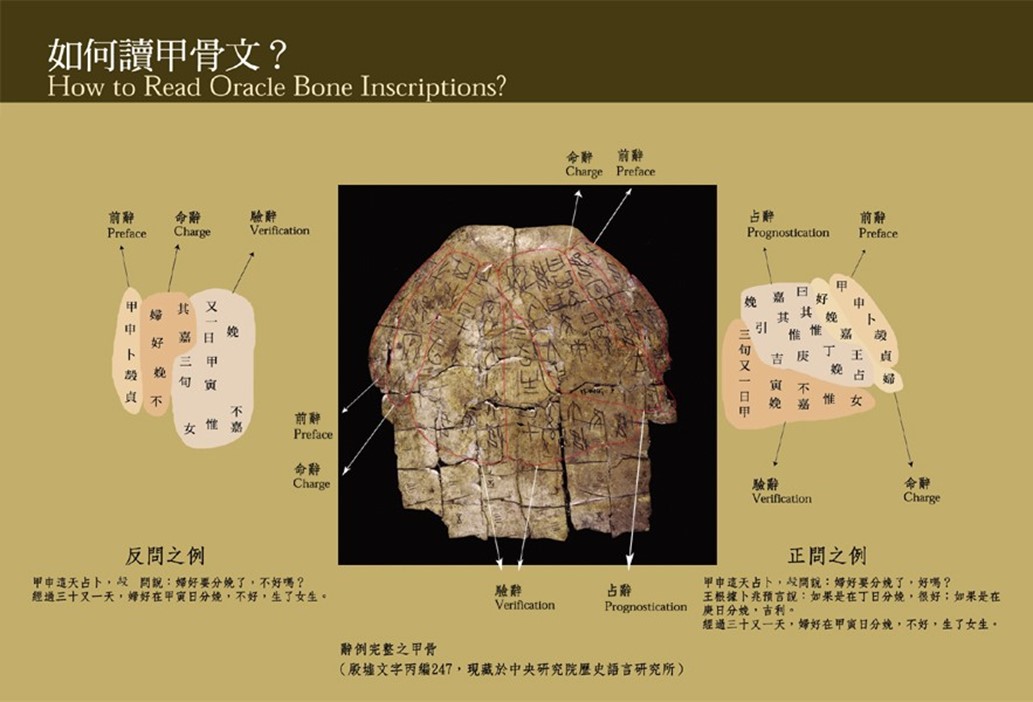 如何讀甲骨文？
How to Read Oracle Bone Inscriptions?
命辭
Charge
前辭
Preface
前辭
Preface
命辭
Charge
驗辭
Verification
甲申卜㱿貞
婦好娩不
其嘉三旬
又一日甲寅
娩不嘉
惟
女
前辭
Preface
命辭
Charge
驗辭
Verification
占辭
Prognostication
占辭
Prognostication
前辭
Preface
甲申卜㱿貞
婦
好娩嘉
王占
曰其惟丁娩
嘉其惟庚
娩引吉
三旬又一日甲
寅娩
不嘉
惟
女
驗辭
Verification
命辭
Charge
反問之例
甲申這天占卜，㱿 問說：婦好要分娩了，不好嗎？
經過三十又一天，婦好在甲寅日分娩，不好，生了女生。
正問之例
甲申這天占卜，㱿問說：婦好要分娩，好嗎？
王根據卜兆預言說：如果是在丁日分娩，很好；如果是在
庚日分娩，吉利。
經過三十又一天，婦好在甲寅日分娩，不好，生了女生。
辭例完整之甲骨
（殷墟文字丙編247，現藏於中央研究院歷史語言研究所）